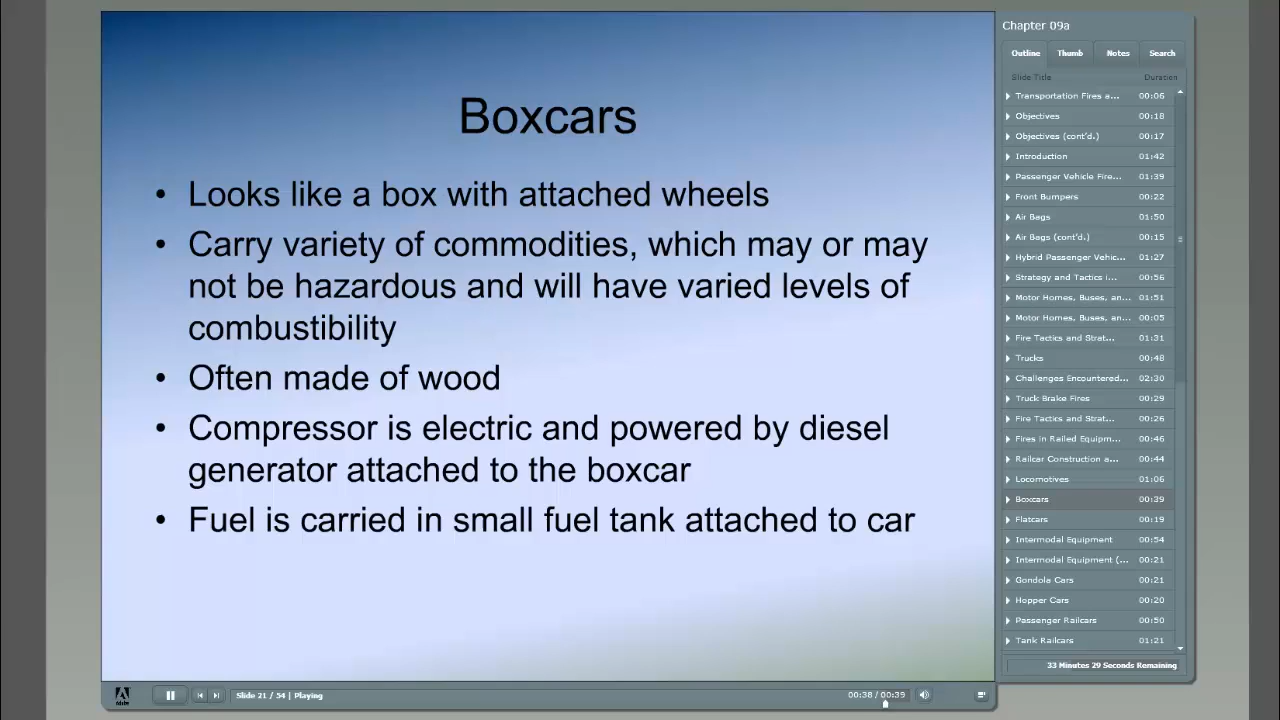 Boxcars
• Looks like a box with attached wheels
• Carry variety of commodities, which may or may
not be hazardous and will have varied levels of
combustibility
• Often made of wood
• Compressor is electric and powered by diesel
generator attached to the boxcar
• Fuel is carried in small fuel tank attached to car
Adobe
Slide 21 / 54 | Playing
00:38 / 00:39
Chapter 09a
Outline Thumb Notes Search
Slide Title Duration
Transportation Fires a... 00:06
Objectives 00:18
Objectives (cont'd.) 00:17
Introduction 01:42
Passenger Vehicle Fire... 01:39
Front Bumpers 00:22
Air Bags 01:50
Air Bags (cont'd.) 00:15
Hybrid Passenger Vehic... 01:27
Strategy and Tactics i... 00:56
Motor Homes, Buses, an... 01:51
Motor Homes, Buses, an... 00:05
Fire Tactics and Strat... 01:31
Trucks 00:48
Challenges Encountered... 02:30
Truck Brake Fires 00:29
Fire Tactics and Strat... 00:26
Fires in Railed Equipm... 00:46
Railcar Construction a... 00:44
Locomotives 01:06
Boxcars 00:39
Flatcars 00:19
Intermodal Equipment 00:54
Intermodal Equipment (... 00:21
Gondola Cars 00:21
Hopper Cars 00:20
Passenger Railcars 00:50
Tank Railcars 01:21
33 Minutes 29 Seconds Remaining